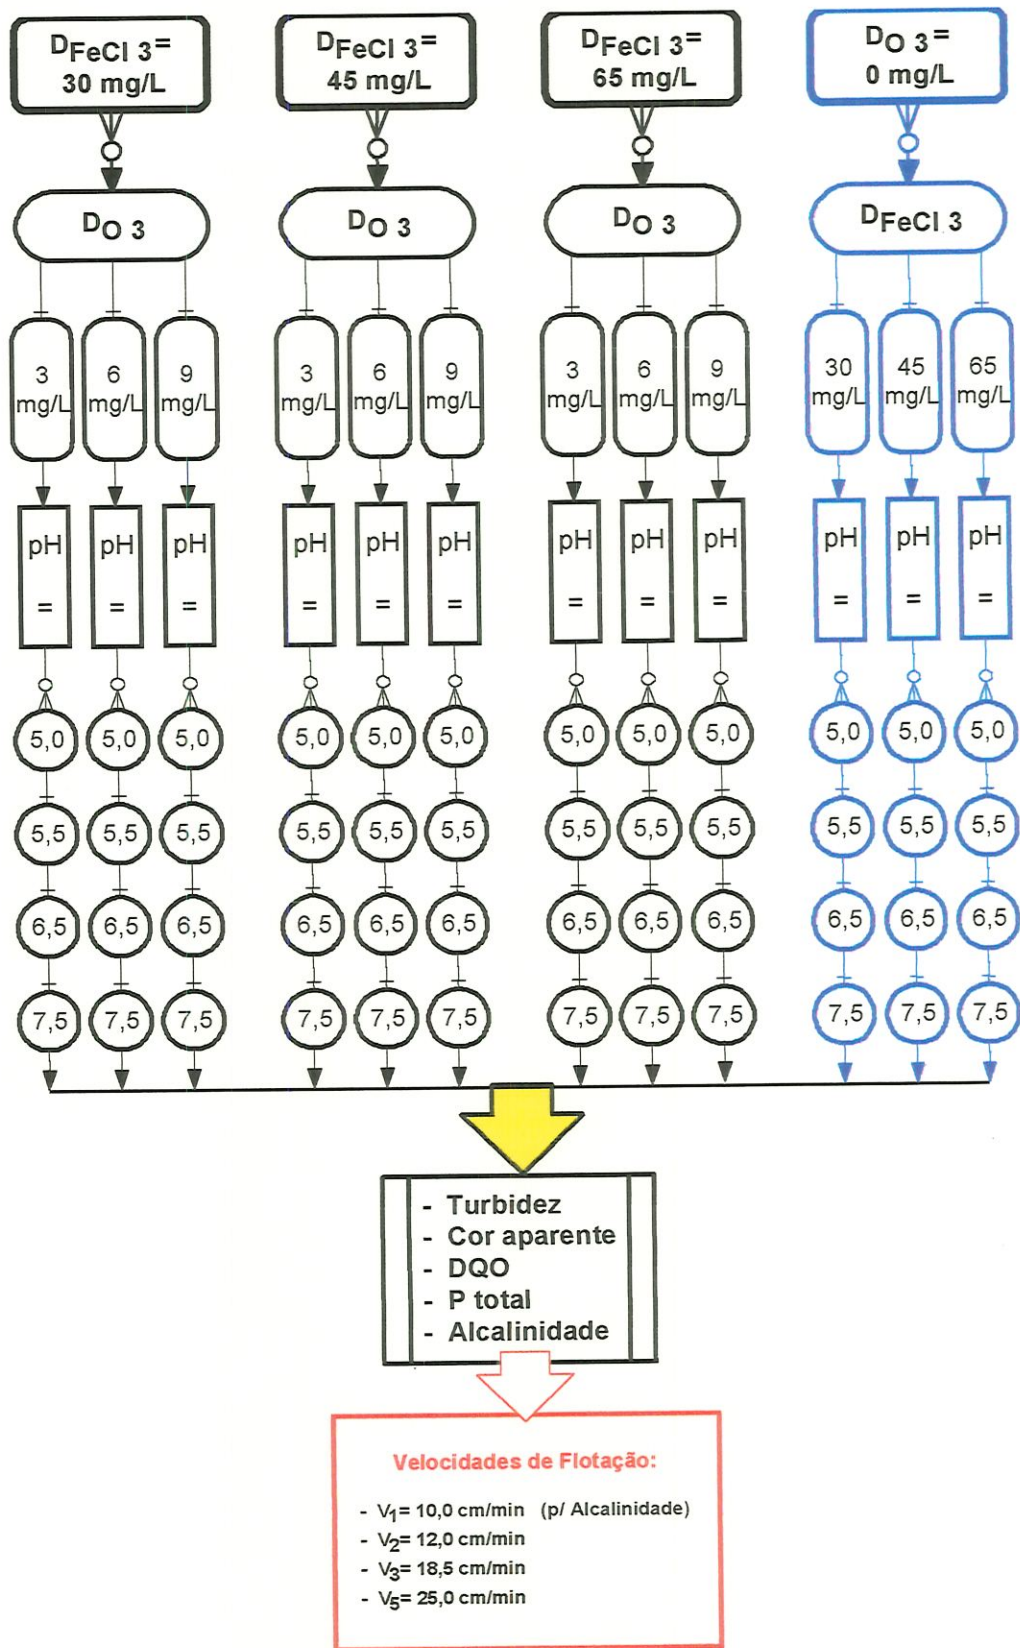 D FeCl 3 =
30 mg/L
D FeCl 3 =
45 mg/L
D FeCl 3 =
65 mg/L
D O 3 =
0 mg/L
D O 3
D O 3
D O 3
D FeCl 3
3 mg/L
6 mg/L
9 mg/L
3 mg/L
6 mg/L
9 mg/L
3 mg/L
6 mg/L
9 mg/L
30 mg/L
45 mg/L
65 mg/L
pH pH pH pH pH pH pH pH pH pH pH pH
= = = = = = = = = = = =
5,0 5,0 5,0 5,0 5,0 5,0 5,0 5,0 5,0 5,0 5,0 5,0
5,5 5,5 5,5 5,5 5,5 5,5 5,5 5,5 5,5 5,5 5,5 5,5
6,5 6,5 6,5 6,5 6,5 6,5 6,5 6,5 6,5 6,5 6,5 6,5
7,5 7,5 7,5 7,5 7,5 7,5 7,5 7,5 7,5 7,5 7,5 7,5
- Turbidez
- Cor aparente
- DQO
- P total
- Alcalinidade
Velocidades de Flotação:
- V1= 10,0 cm/min (p/ Alcalinidade)
- V2= 12,0 cm/min
- V3= 18,5 cm/min
- V5= 25,0 cm/min